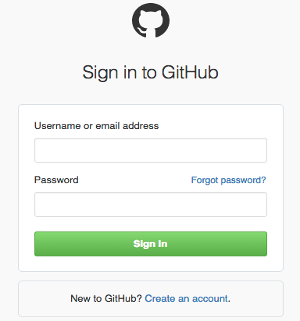 Sign in to GitHub
Username or email address
Password Forgot password?
Sign in
New to GitHub? Create an account.